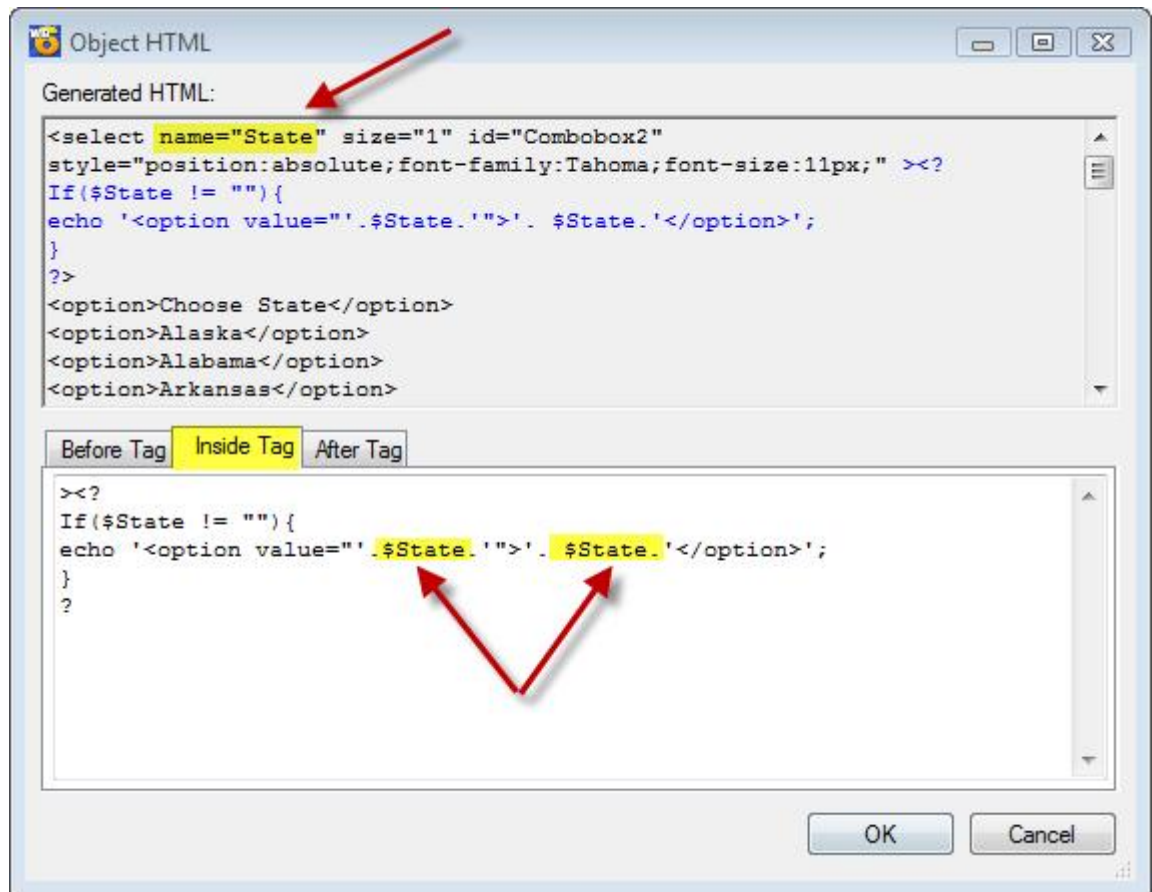 Object HTML
Generated HTML:
<select name="State" size="1" id="Combobox2"
style="position:absolute;font-family:Tahoma;font-size:11px;" ><?
If($State != ""){
echo '<option value="'.$State.'">'. $State.'</option>';
}
?>
<option>Choose State</option>
<option>Alaska</option>
<option>Alabama</option>
<option>Arkansas</option>
Before Tag Inside Tag After Tag
><?
If($State != ""){
echo '<option value="'.$State.'">'. $State.'</option>';
}
?
OK Cancel